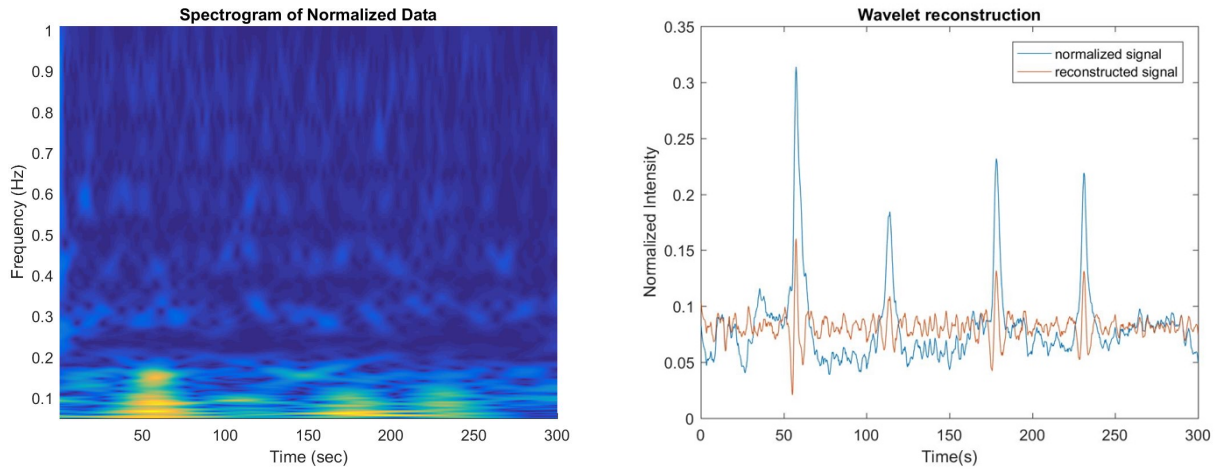 Spectrogram of Normalized Data
1
0.9
0.8
0.7
0.6
0.5
0.4
0.3
0.2
0.1
Frequency (Hz)
50 100 150 200 250 300
Time (sec)
Wavelet reconstruction
0.35
0.3
0.25
0.2
0.15
0.1
0.05
0
Normalized Intensity
normalized signal
reconstructed signal
0 50 100 150 200 250 300
Time(s)